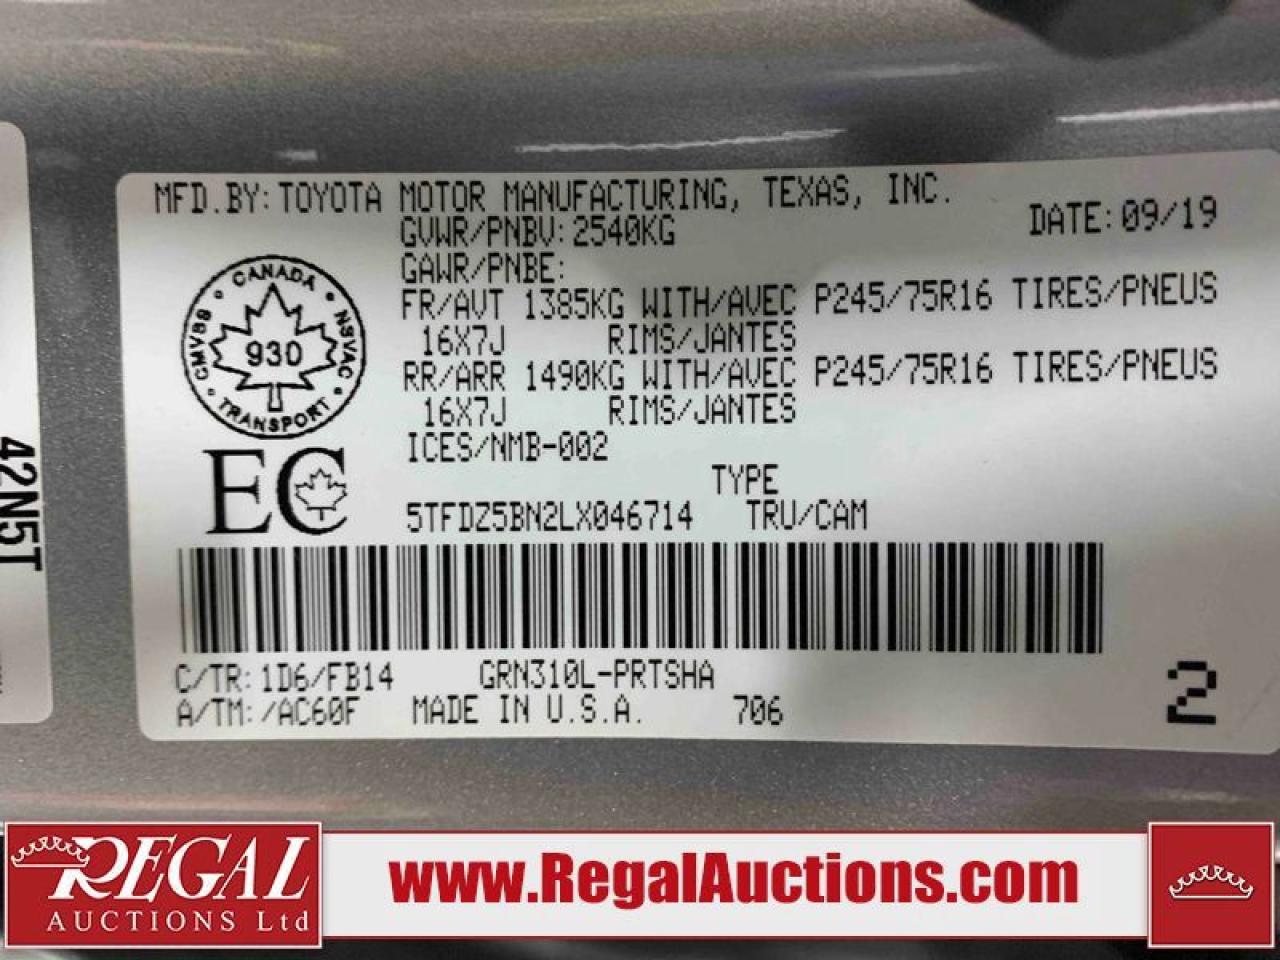 MFD.BY: TOYOTA MOTOR MANUFACTURING, TEXAS, INC.
GVWR/PNBV: 2540KG
DATE: 09/19
GAWR/PNBE:
FR/AVT 1385KG WITH/AVEC P245/75R16 TIRES/PNEUS
16X7J RIMS/JANTES
RR/ARR 1490KG WITH/AVEC P245/75R16 TIRES/PNEUS
16X7J RIMS/JANTES
CANADA
CMVSS NSVAC
930
TRANSPORT
EC
ICES/NMB-002
TYPE
5TFDZ5BN2LX046714 TRU/CAM
C/TR: 1D6/FB14 GRN310L-PRTSHA
A/TM: /AC60F MADE IN U.S.A. 706
2
42N5T
REGAL
AUCTIONS Ltd
www.RegalAuctions.com